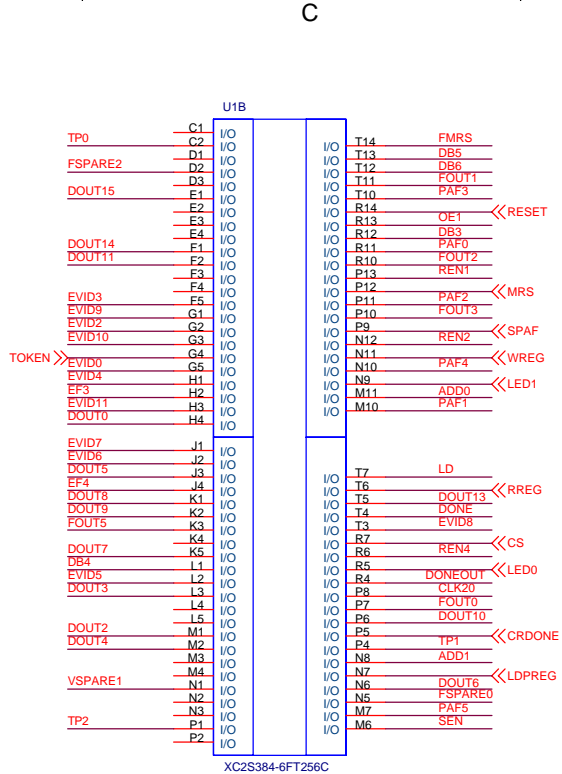 C
U1B
C1 I/O
TP0 C2 I/O
D1 I/O
FSPARE2 D2 I/O
D3 I/O
DOUT15 E1 I/O
E2 I/O
E3 I/O
E4 I/O
DOUT14 F1 I/O
DOUT11 F2 I/O
F3 I/O
F4 I/O
EVID3 F5 I/O
EVID9 G1 I/O
EVID2 G2 I/O
EVID10 G3 I/O
TOKEN G4 I/O
EVID0 G5 I/O
EVID4 H1 I/O
EF3 H2 I/O
EVID11 H3 I/O
DOUT0 H4 I/O
I/O T14 FMRS
I/O T13 DB5
I/O T12 DB6
I/O T11 FOUT1
I/O T10 PAF3
I/O R14 RESET
I/O R13 OE1
I/O R12 DB3
I/O R11 PAF0
I/O R10 FOUT2
I/O P13 REN1
I/O P12 MRS
I/O P11 PAF2
I/O P10 FOUT3
I/O P9 SPAF
I/O N12 REN2
I/O N11 WREG
I/O N10 PAF4
I/O N9 LED1
I/O M11 ADD0
I/O M10 PAF1
EVID7 J1 I/O
EVID6 J2 I/O
DOUT5 J3 I/O
EF4 J4 I/O
DOUT8 K1 I/O
DOUT9 K2 I/O
FOUT5 K3 I/O
K4 I/O
DOUT7 K5 I/O
DB4 L1 I/O
EVID5 L2 I/O
DOUT3 L3 I/O
L4 I/O
L5 I/O
DOUT2 M1 I/O
DOUT4 M2 I/O
M3 I/O
M4 I/O
VSPARE1 N1 I/O
N2 I/O
N3 I/O
TP2 P1 I/O
P2 I/O
I/O T7 LD
I/O T6 RREG
I/O T5 DOUT13
I/O T4 DONE
I/O T3 EVID8
I/O R7 CS
I/O R6 REN4
I/O R5 LED0
I/O R4 DONEOUT
I/O P8 CLK20
I/O P7 FOUT0
I/O P6 DOUT10
I/O P5 CRDONE
I/O P4 TP1
I/O N8 ADD1
I/O N7 LDPREG
I/O N6 DOUT6
I/O N5 FSPARE0
I/O M7 PAF5
I/O M6 SEN
XC2S384-6FT256C